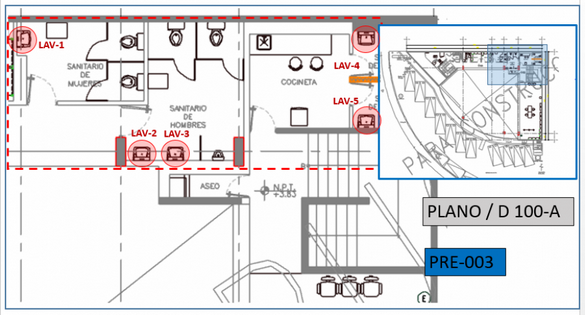 LAV-1
SANITARIO
DE
MUJERES
LAV-4
COCINETA
LAV-5
SANITARIO
DE
HOMBRES
LAV-2
LAV-3
ASEO
N.P.T.
+3.83
PARA CONSTRUC
PLANO / D 100-A
PRE-003
E